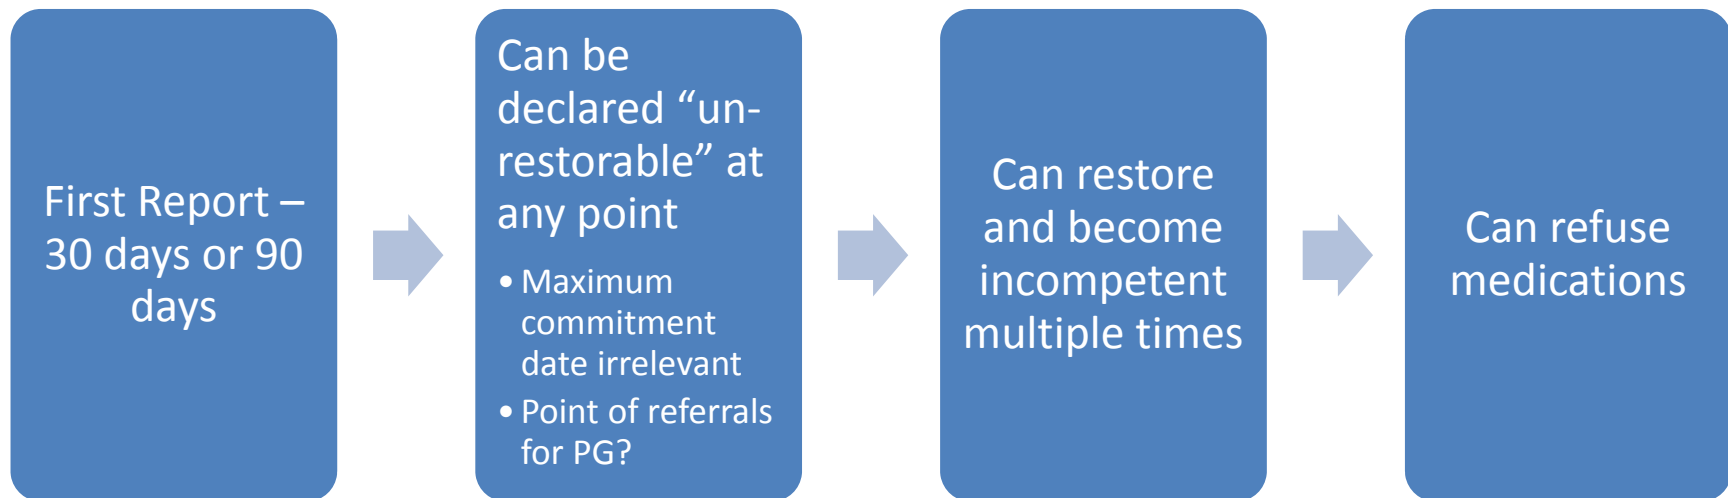 First Report –
30 days or 90
days
Can be
declared “un-
restorable” at
any point
• Maximum
commitment
date irrelevant
• Point of referrals
for PG?
Can restore
and become
incompetent
multiple times
Can refuse
medications